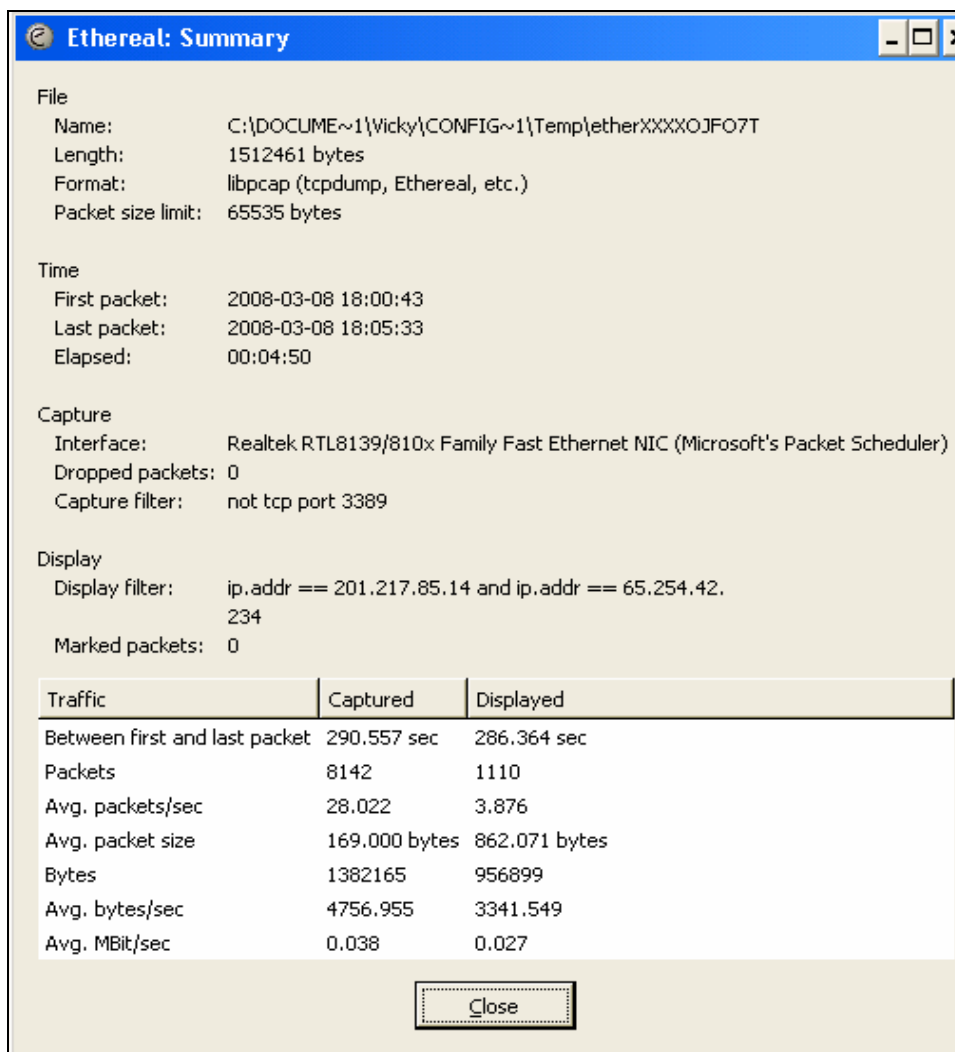 Ethereal: Summary
File
Name: C:\DOCUME~1\Vicky\CONFIG~1\Temp\etherXXXXOJFO7T
Length: 1512461 bytes
Format: libpcap (tcpdump, Ethereal, etc.)
Packet size limit: 65535 bytes
Time
First packet: 2008-03-08 18:00:43
Last packet: 2008-03-08 18:05:33
Elapsed: 00:04:50
Capture
Interface: Realtek RTL8139/810x Family Fast Ethernet NIC (Microsoft's Packet Scheduler)
Dropped packets: 0
Capture filter: not tcp port 3389
Display
Display filter: ip.addr == 201.217.85.14 and ip.addr == 65.254.42.
234
Marked packets: 0
Traffic Captured Displayed
Between first and last packet 290.557 sec 286.364 sec
Packets 8142 1110
Avg. packets/sec 28.022 3.876
Avg. packet size 169.000 bytes 862.071 bytes
Bytes 1382165 956899
Avg. bytes/sec 4756.955 3341.549
Avg. MBit/sec 0.038 0.027
Close